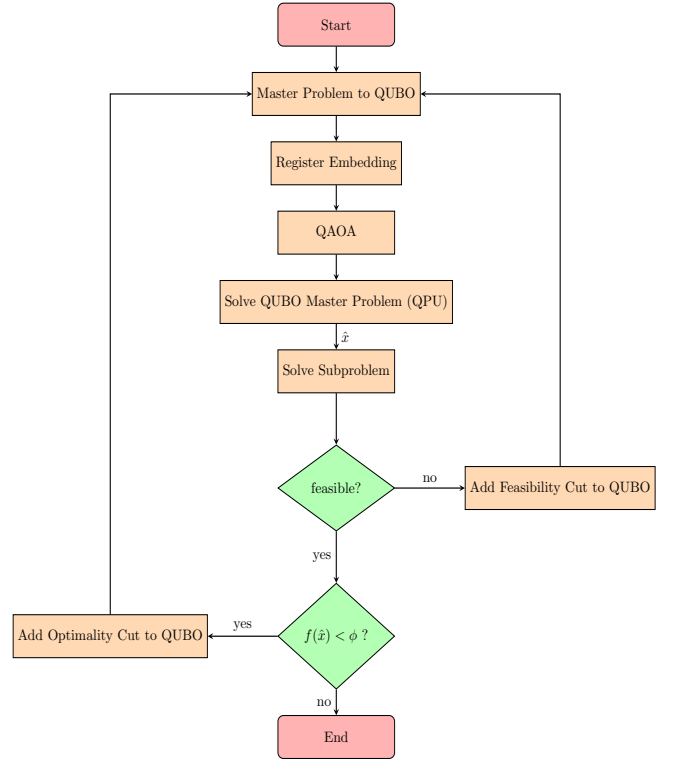 Start
Master Problem to QUBO
Register Embedding
QAOA
Solve QUBO Master Problem (QPU)
x̂
Solve Subproblem
feasible?
no
Add Feasibility Cut to QUBO
yes
f(x̂) < ϕ ?
yes
Add Optimality Cut to QUBO
no
End